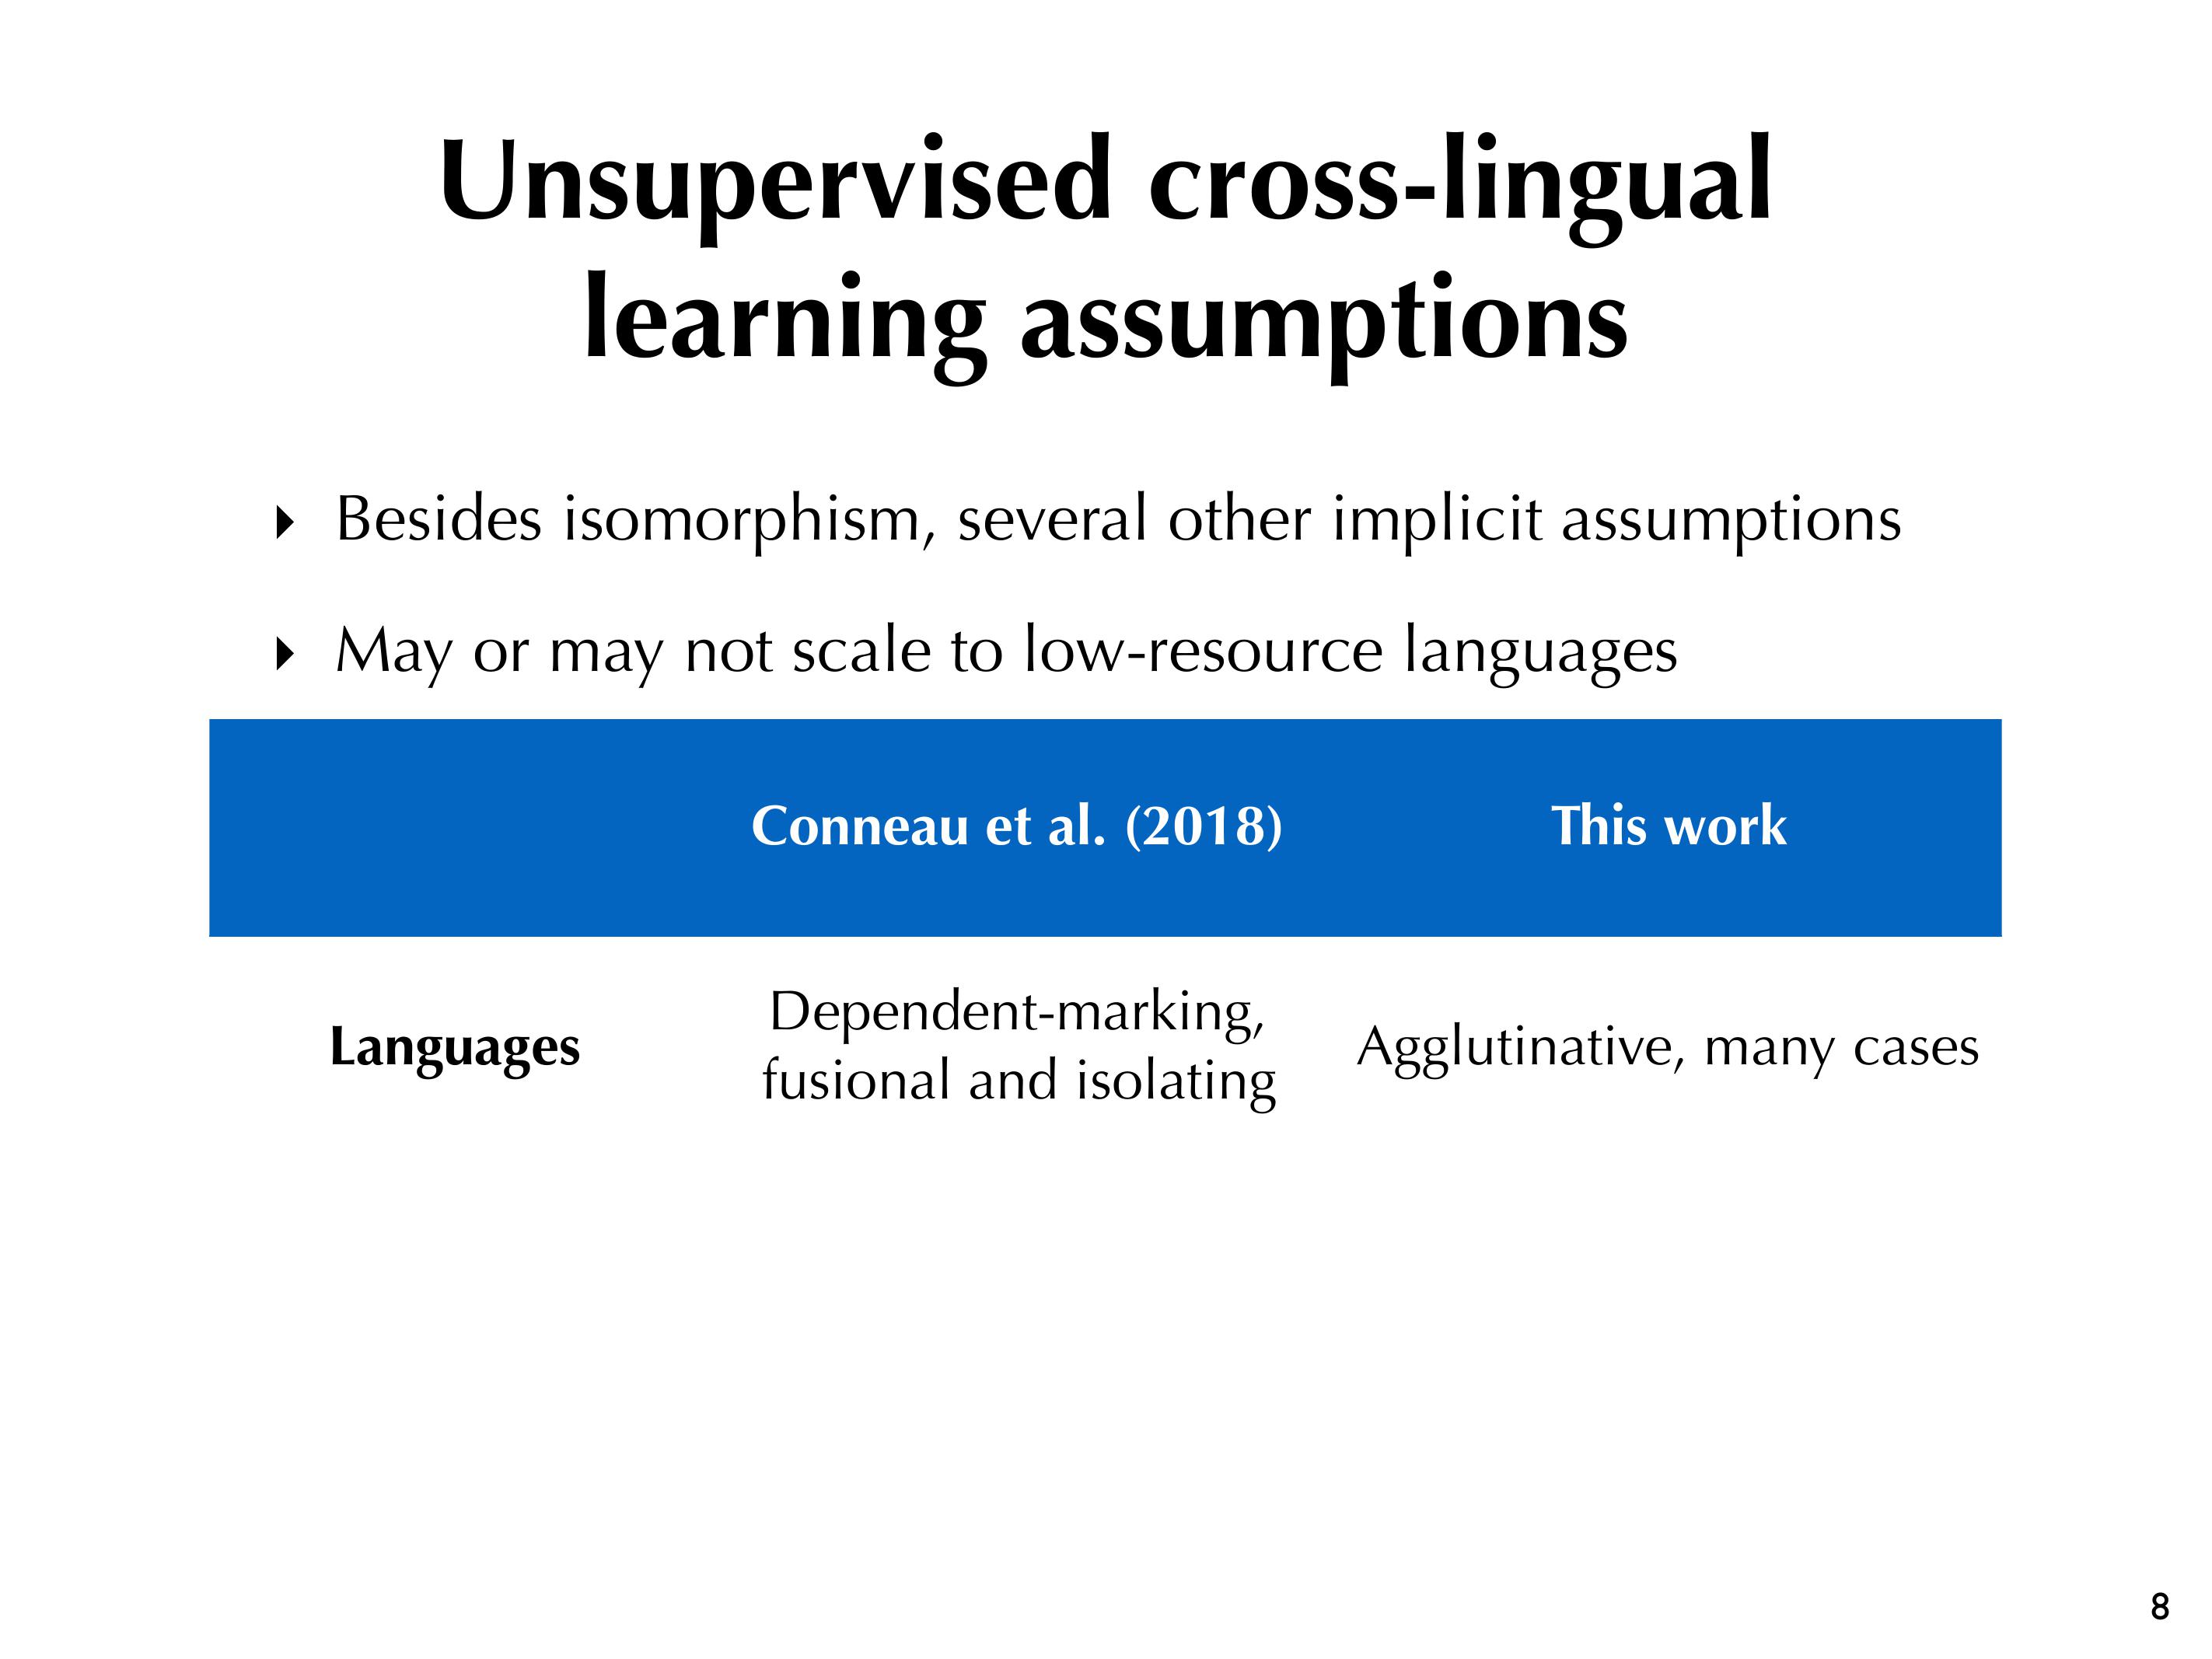 Unsupervised cross-lingual
learning assumptions
Besides isomorphism, several other implicit assumptions
May or may not scale to low-resource languages
Conneau et al. (2018) This work
Languages
Dependent-marking,
fusional and isolating
Agglutinative, many cases
8